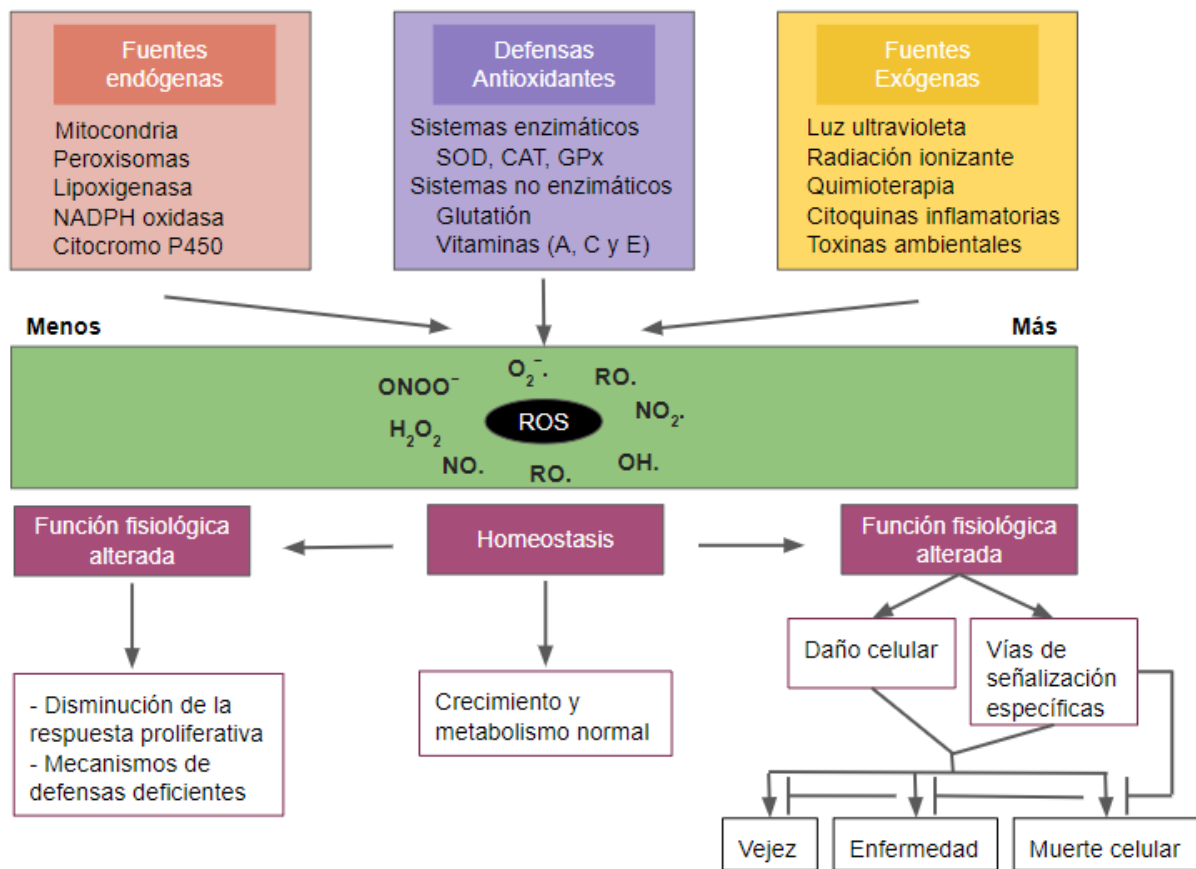 Fuentes
endógenas
Mitocondria
Peroxisomas
Lipoxigenasa
NADPH oxidasa
Citocromo P450
Defensas
Antioxidantes
Sistemas enzimáticos
SOD, CAT, GPx
Sistemas no enzimáticos
Glutatión
Vitaminas (A, C y E)
Fuentes
Exógenas
Luz ultravioleta
Radiación ionizante
Quimioterapia
Citoquinas inflamatorias
Toxinas ambientales
Menos
Más
ONOO⁻
O₂⁻.
RO.
NO₂.
H₂O₂
ROS
NO.
RO.
OH.
Función fisiológica
alterada
Homeostasis
Función fisiológica
alterada
- Disminución de la
respuesta proliferativa
- Mecanismos de
defensas deficientes
Crecimiento y
metabolismo normal
Daño celular
Vías de
señalización
específicas
Vejez
Enfermedad
Muerte celular